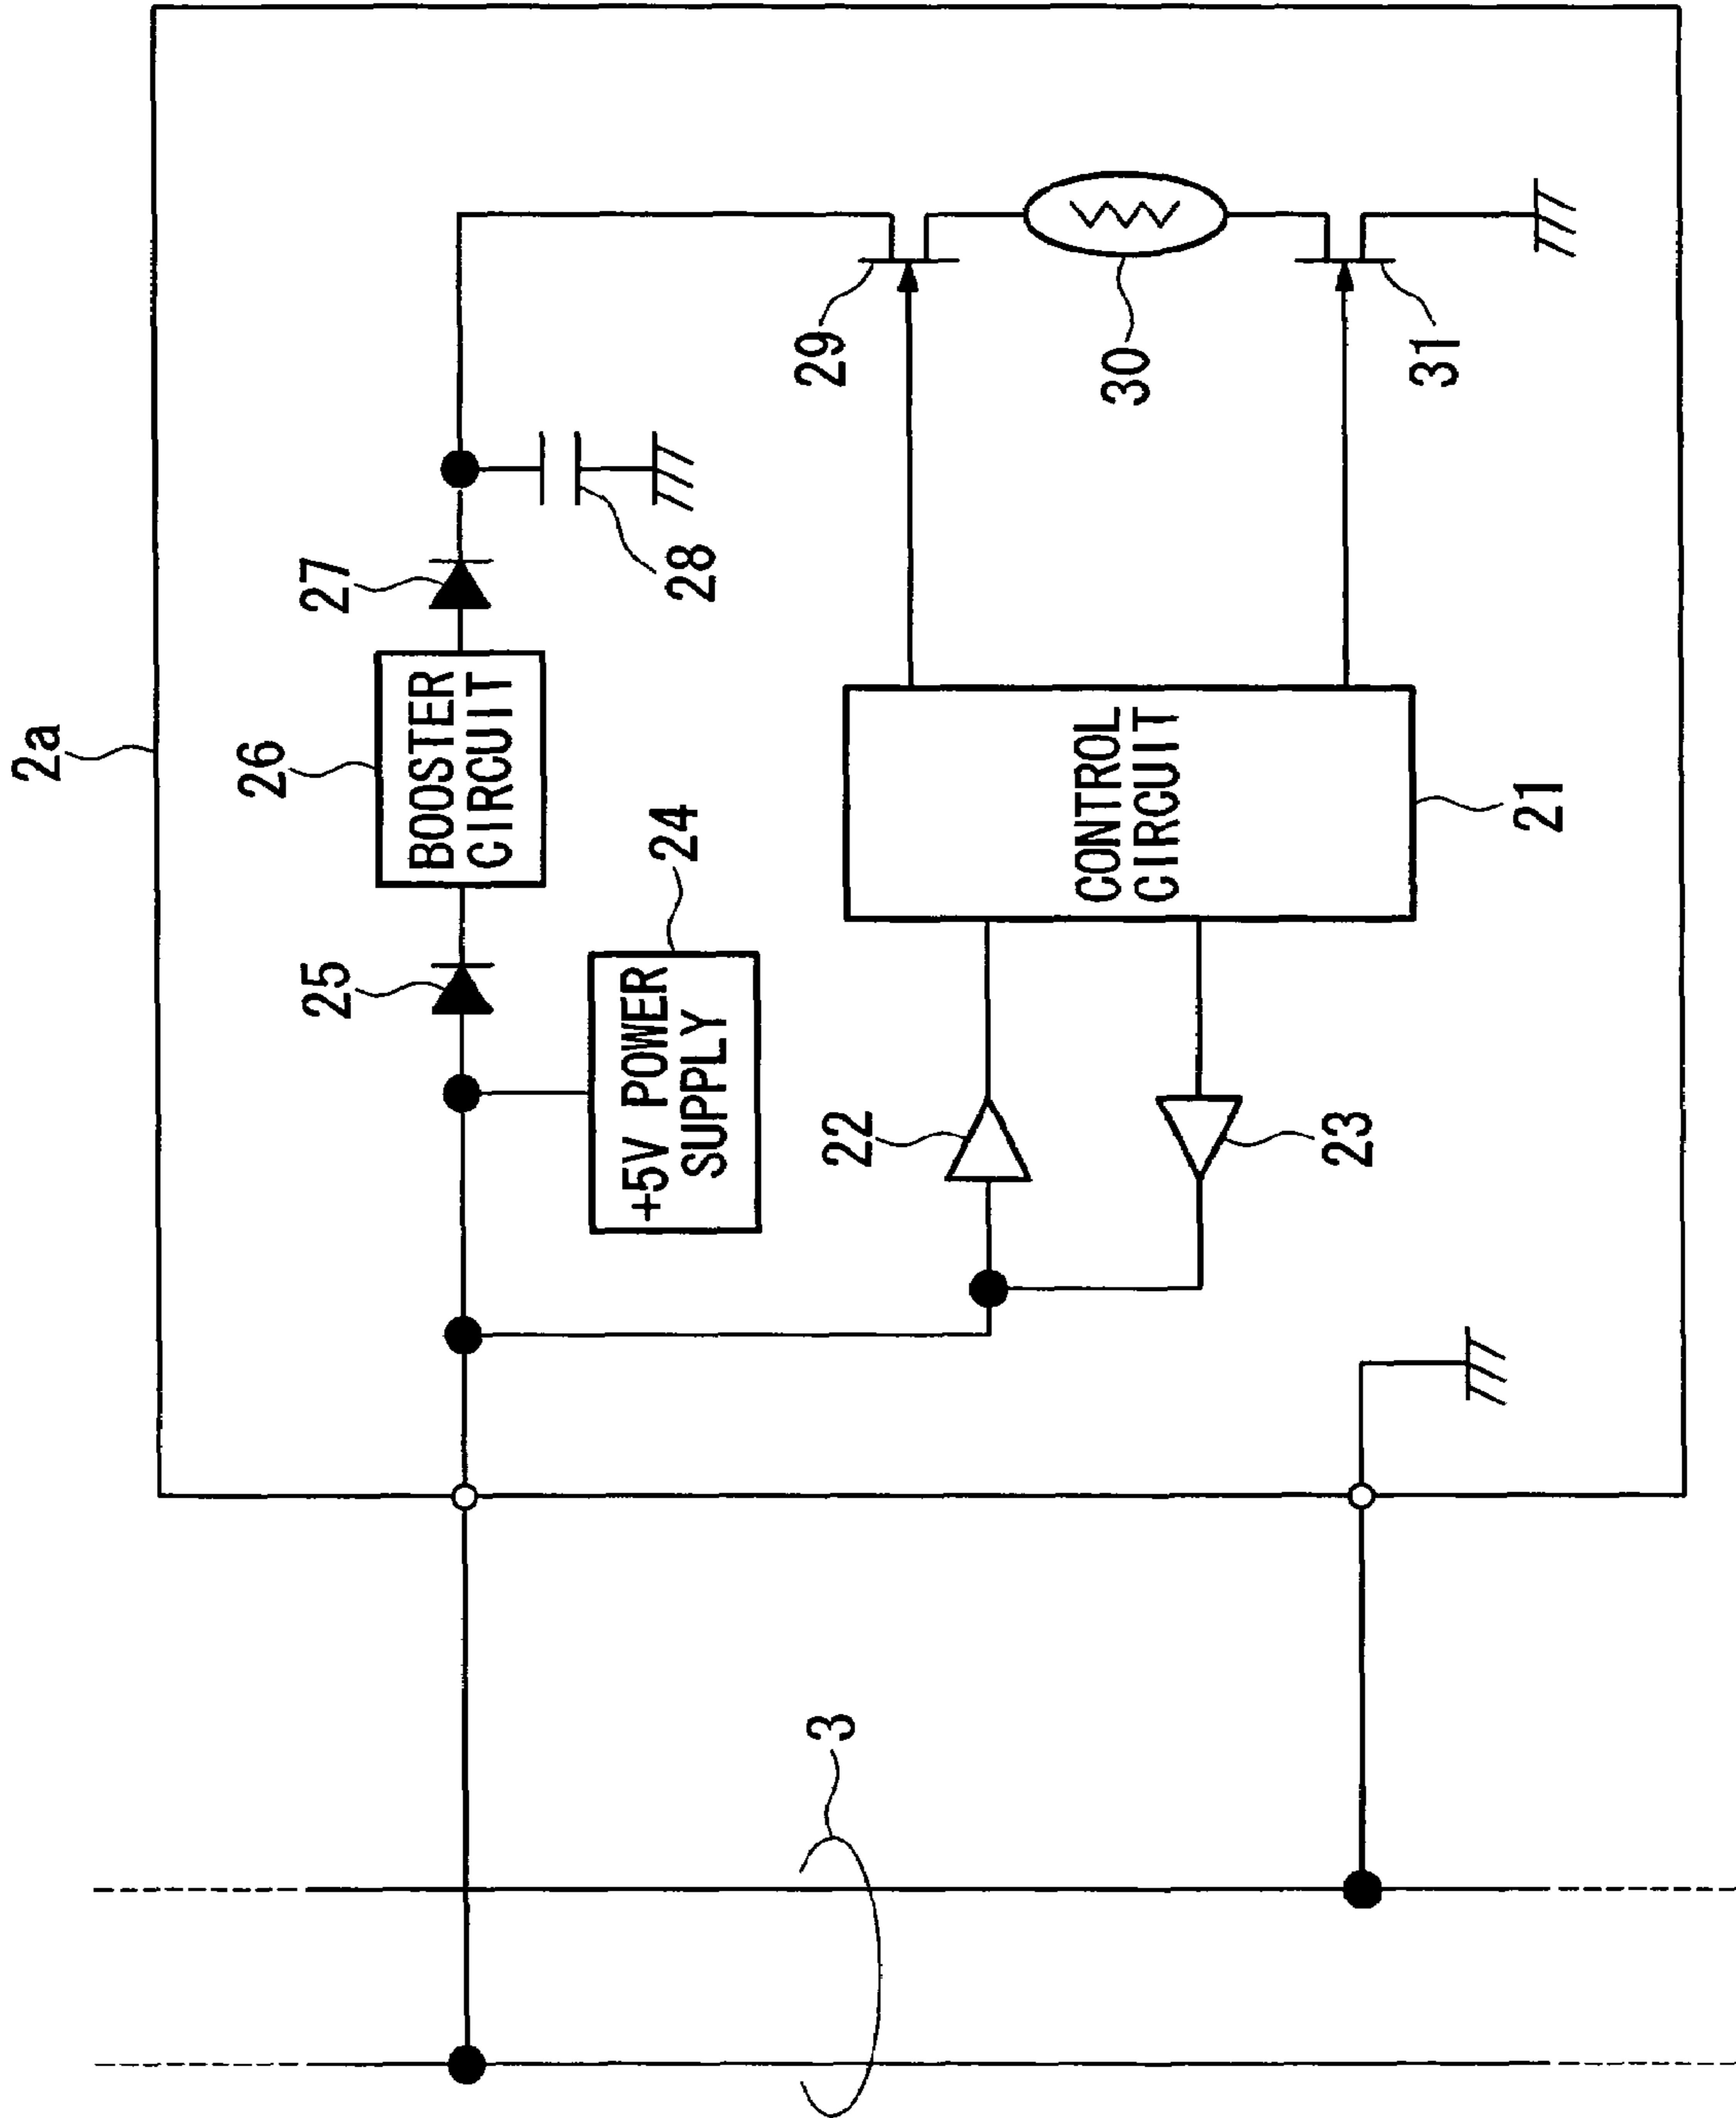 2a
26
BOOSTER
CIRCUIT
25
27
28
24
+5V POWER
SUPPLY
22
23
CONTROL
CIRCUIT
21
29
30
31
3